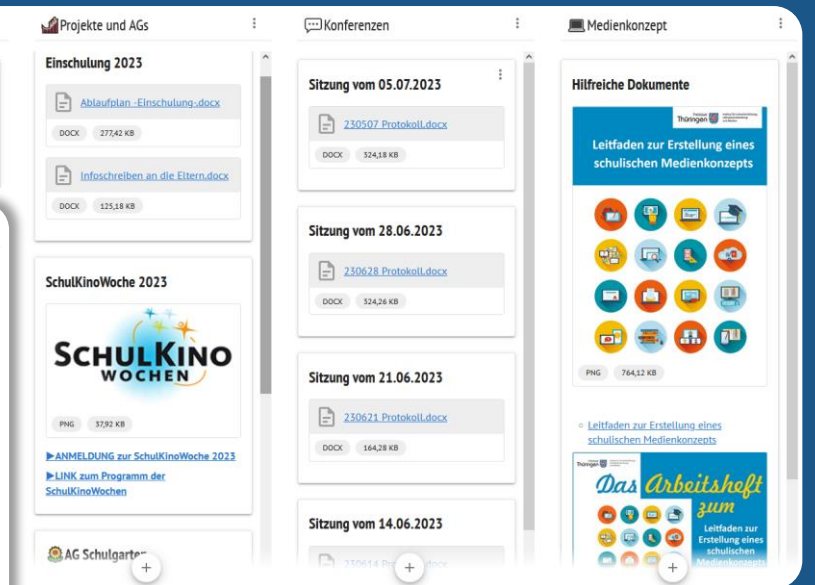 Projekte und AGs
Einschulung 2023
Ablaufplan -Einschulung-.docx
DOCX 277,42 KB
Infoschreiben an die Eltern.docx
DOCX 125,18 KB
SchulKinoWoche 2023
SCHULKINO
WOCHEN
PNG 37,92 KB
▶ANMELDUNG zur SchulKinoWoche 2023
▶LINK zum Programm der
SchulKinoWochen
AG Schulgarten
Konferenzen
Sitzung vom 05.07.2023
230507 Protokoll.docx
DOCX 324,18 KB
Sitzung vom 28.06.2023
230628 Protokoll.docx
DOCX 324,26 KB
Sitzung vom 21.06.2023
230621 Protokoll.docx
DOCX 164,28 KB
Sitzung vom 14.06.2023
230614 Protokoll.docx
Medienkonzept
Hilfreiche Dokumente
Thüringen
Leitfaden zur Erstellung eines
schulischen Medienkonzepts
PNG 764,12 KB
Leitfaden zur Erstellung eines
schulischen Medienkonzepts
Thüringen
Das Arbeitsheft
zum
Leitfaden zur
Erstellung eines
schulischen
Medienkonzepts